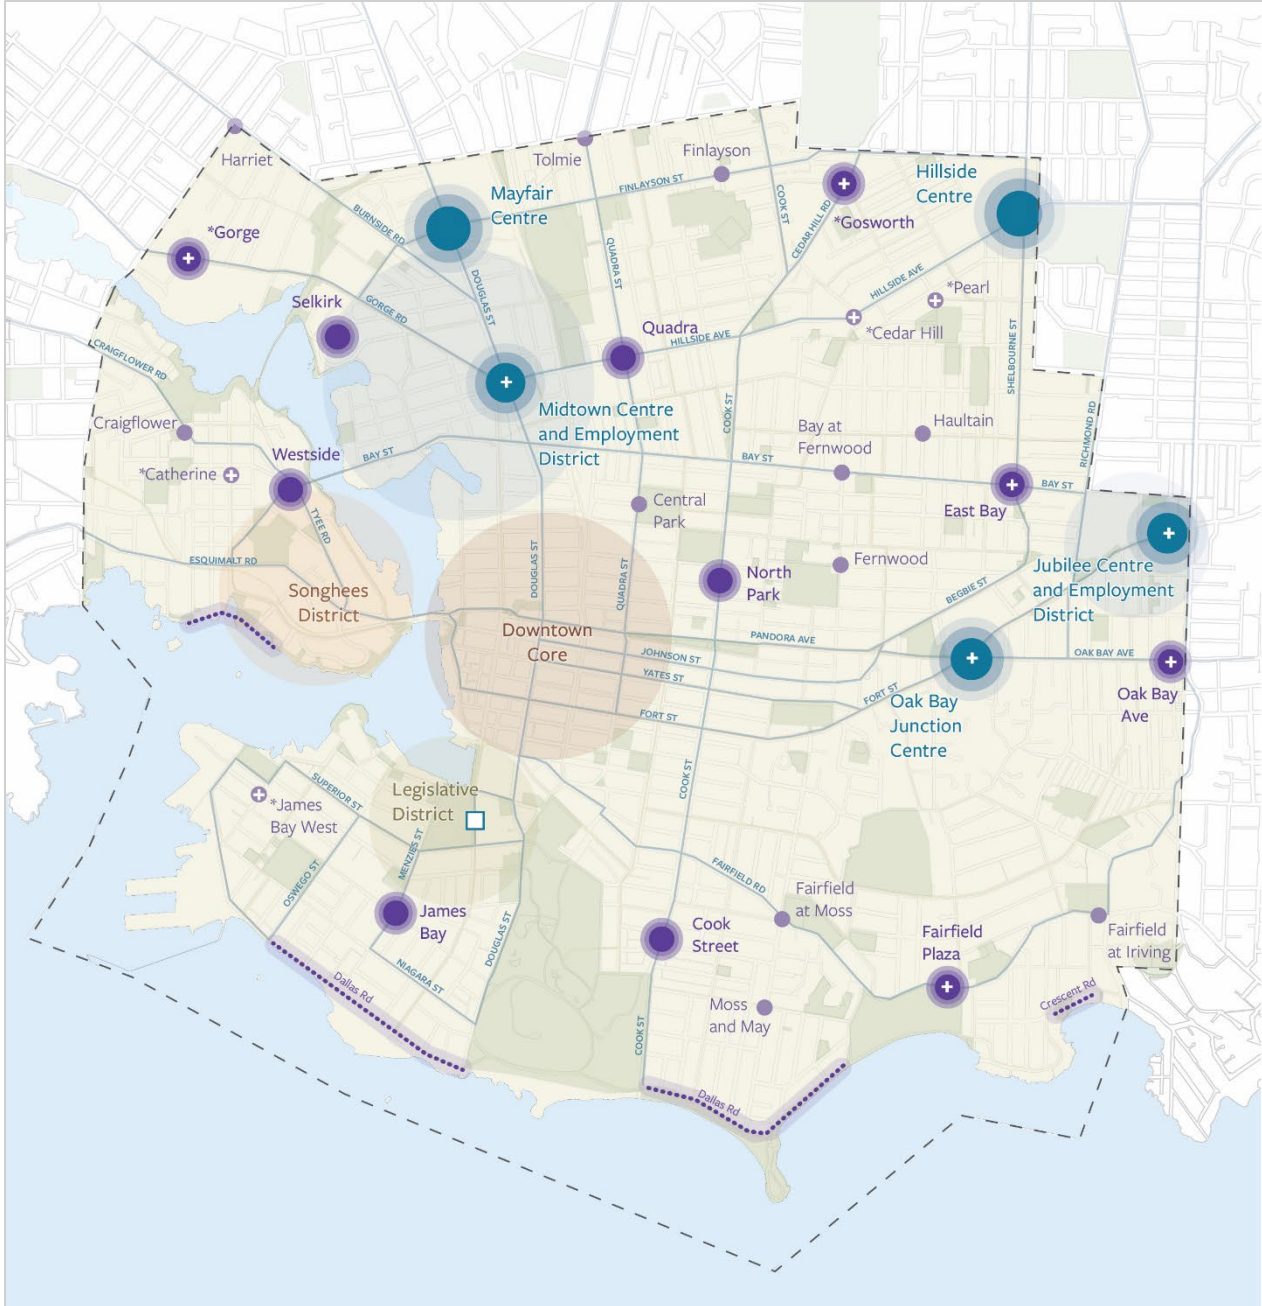 Harriet
Tolmie
Finlayson
Hillside
Centre
Mayfair
Centre
FINLAYSON ST
COOK ST
CEDAR HILL RD
*Gosworth
BURNSIDE RD
*Gorge
QUADRA ST
DOUGLAS ST
HILLSIDE AVE
*Pearl
Selkirk
GORGE RD
Quadra
HILLSIDE AVE
*Cedar Hill
CRAIGFLOWER RD
SHELBOURNE ST
Midtown Centre
and Employment
District
COOK ST
RICHMOND RD
Craigflower
Bay at
Fernwood
Haultain
Westside
BAY ST
BAY ST
BAY ST
*Catherine
Central
Park
East Bay
TYEE RD
ESQUIMALT RD
DOUGLAS ST
QUADRA ST
North
Park
Fernwood
Jubilee Centre
and Employment
District
BEGBIE ST
Songhees
District
Downtown
Core
PANDORA AVE
JOHNSON ST
YATES ST
FORT ST
FORT ST
OAK BAY AVE
Oak Bay
Ave
Oak Bay
Junction
Centre
COOK ST
SUPERIOR ST
Legislative
District
*James
Bay West
MENZIES ST
OSWEGO ST
FAIRFIELD RD
Fairfield
at Moss
James
Bay
DOUGLAS ST
Cook
Street
Fairfield
Plaza
Fairfield
at Iriving
NIAGARA ST
Dallas Rd
Moss
and May
Crescent Rd
COOK ST
Dallas Rd